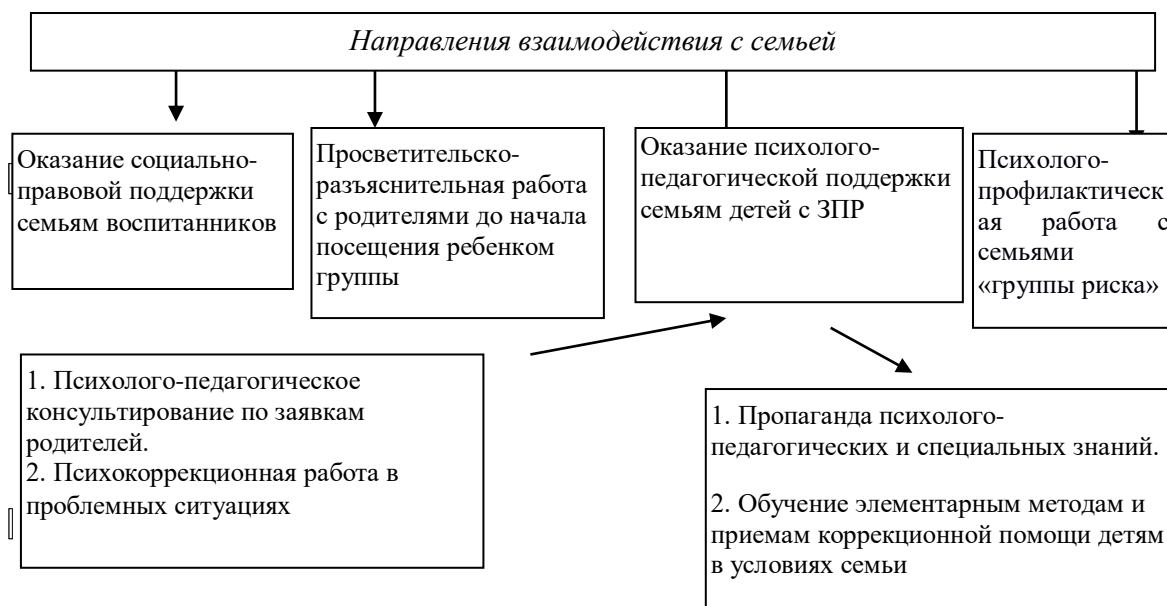 Направления взаимодействия с семьей
Оказание социально-
правовой поддержки
семьям воспитанников
Просветительско-
разъяснительная работа
с родителями до начала
посещения ребенком
группы
Оказание психолого-
педагогической поддержки
семьям детей с ЗПР
Психолого-
профилактическ
ая работа с
семьями
«группы риска»
1. Психолого-педагогическое
консультирование по заявкам
родителей.
2. Психокоррекционная работа в
проблемных ситуациях
1. Пропаганда психолого-
педагогических и специальных знаний.
2. Обучение элементарным методам и
приемам коррекционной помощи детям
в условиях семьи